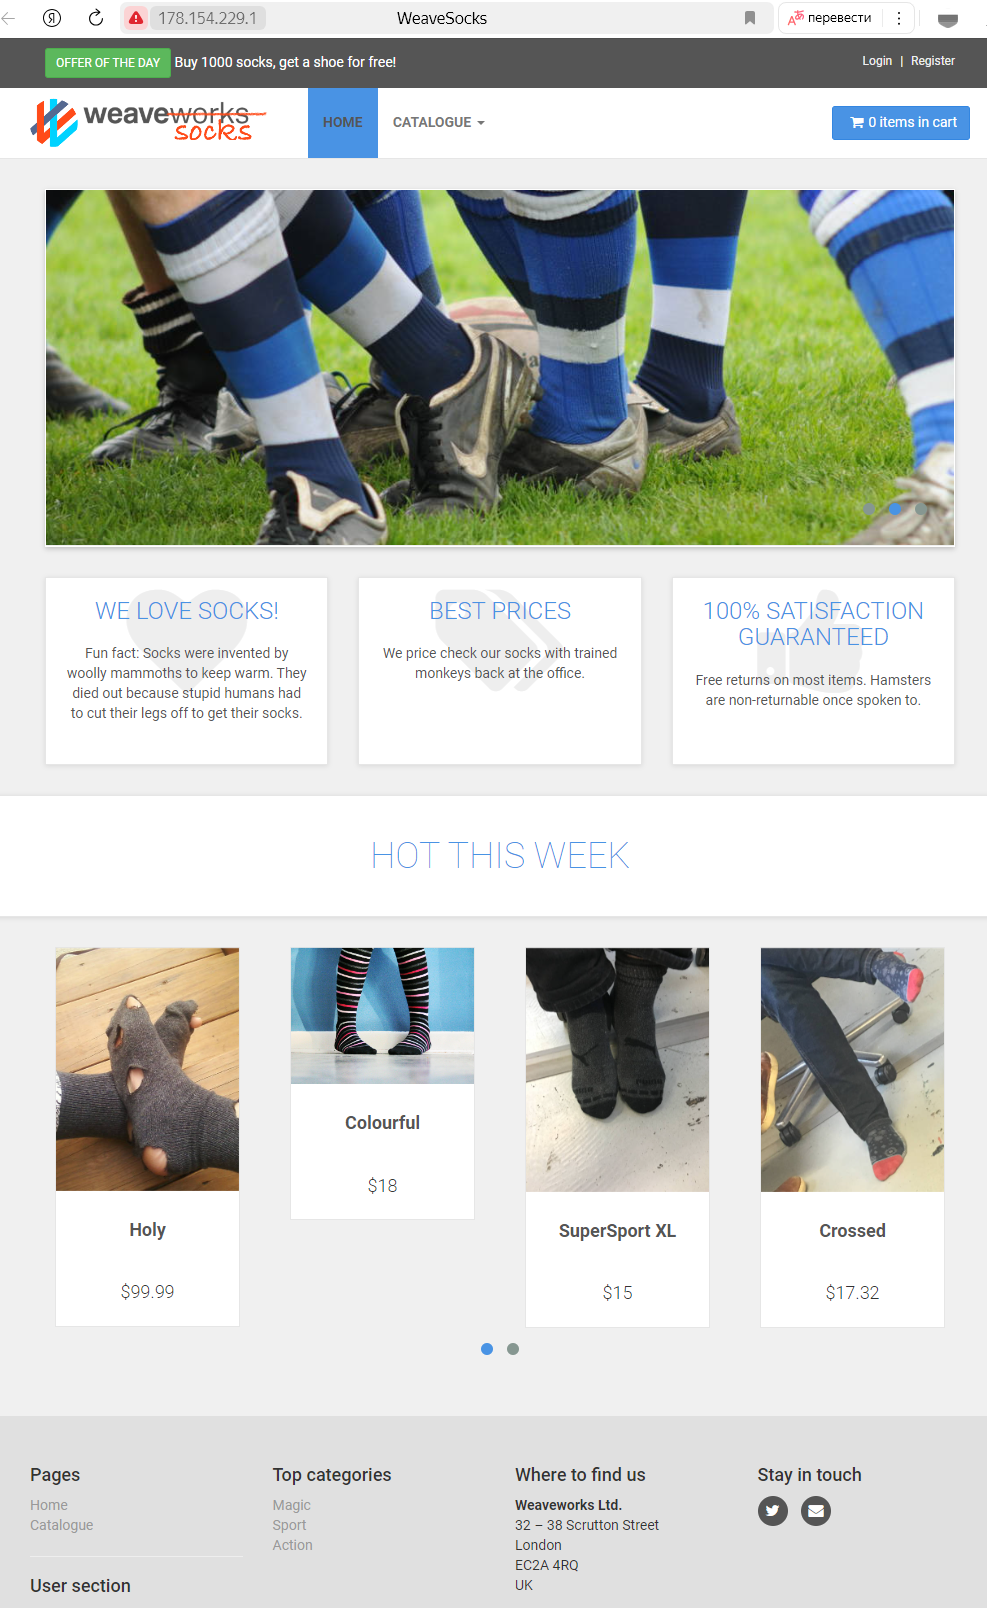 178.154.229.1
WeaveSocks
перевести
OFFER OF THE DAY Buy 1000 socks, get a shoe for free!
Login | Register
weaveworks
socks
HOME
CATALOGUE
0 items in cart
WE LOVE SOCKS!
Fun fact: Socks were invented by
woolly mammoths to keep warm. They
died out because stupid humans had
to cut their legs off to get their socks.
BEST PRICES
We price check our socks with trained
monkeys back at the office.
100% SATISFACTION
GUARANTEED
Free returns on most items. Hamsters
are non-returnable once spoken to.
HOT THIS WEEK
Holy
$99.99
Colourful
$18
SuperSport XL
$15
Crossed
$17.32
Pages
Home
Catalogue
User section
Top categories
Magic
Sport
Action
Where to find us
Weaveworks Ltd.
32 – 38 Scrutton Street
London
EC2A 4RQ
UK
Stay in touch